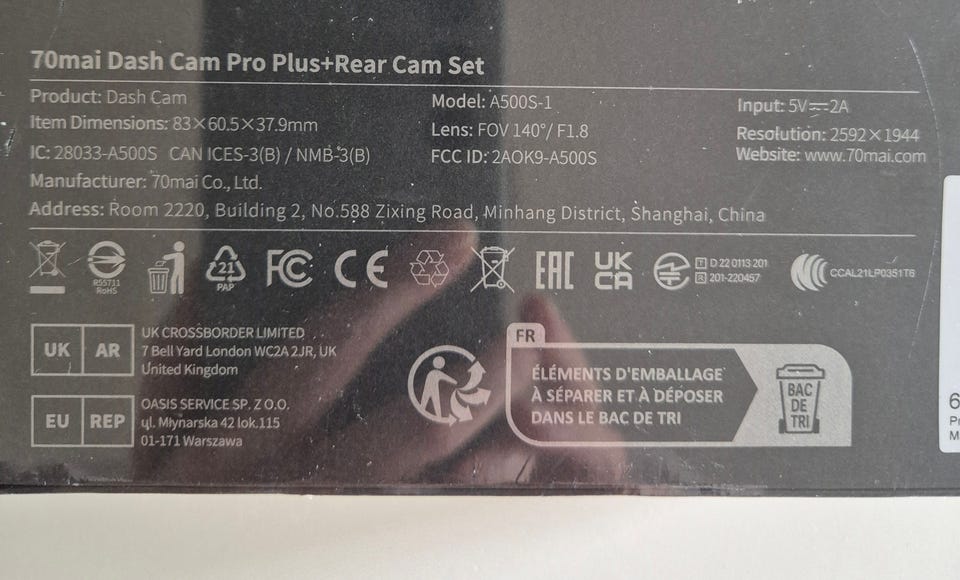 70mai Dash Cam Pro Plus+Rear Cam Set
Product: Dash Cam
Model: A500S-1
Input: 5V⎓2A
Item Dimensions: 83×60.5×37.9mm
Lens: FOV 140°/ F1.8
Resolution: 2592×1944
IC: 28033-A500S CAN ICES-3(B) / NMB-3(B)
FCC ID: 2AOK9-A500S
Website: www.70mai.com
Manufacturer: 70mai Co., Ltd.
Address: Room 2220, Building 2, No.588 Zixing Road, Minhang District, Shanghai, China
R55711
RoHS
21
PAP
FC
CE
EAC
UK
CA
T D 22 0113 201
R 201-220457
CCAL21LP0351T6
UK AR
UK CROSSBORDER LIMITED
7 Bell Yard London WC2A 2JR, UK
United Kingdom
EU REP
OASIS SERVICE SP. Z O.O.
ul. Młynarska 42 lok.115
01-171 Warszawa
FR
ÉLÉMENTS D'EMBALLAGE
À SÉPARER ET À DÉPOSER
DANS LE BAC DE TRI
BAC
DE
TRI
6